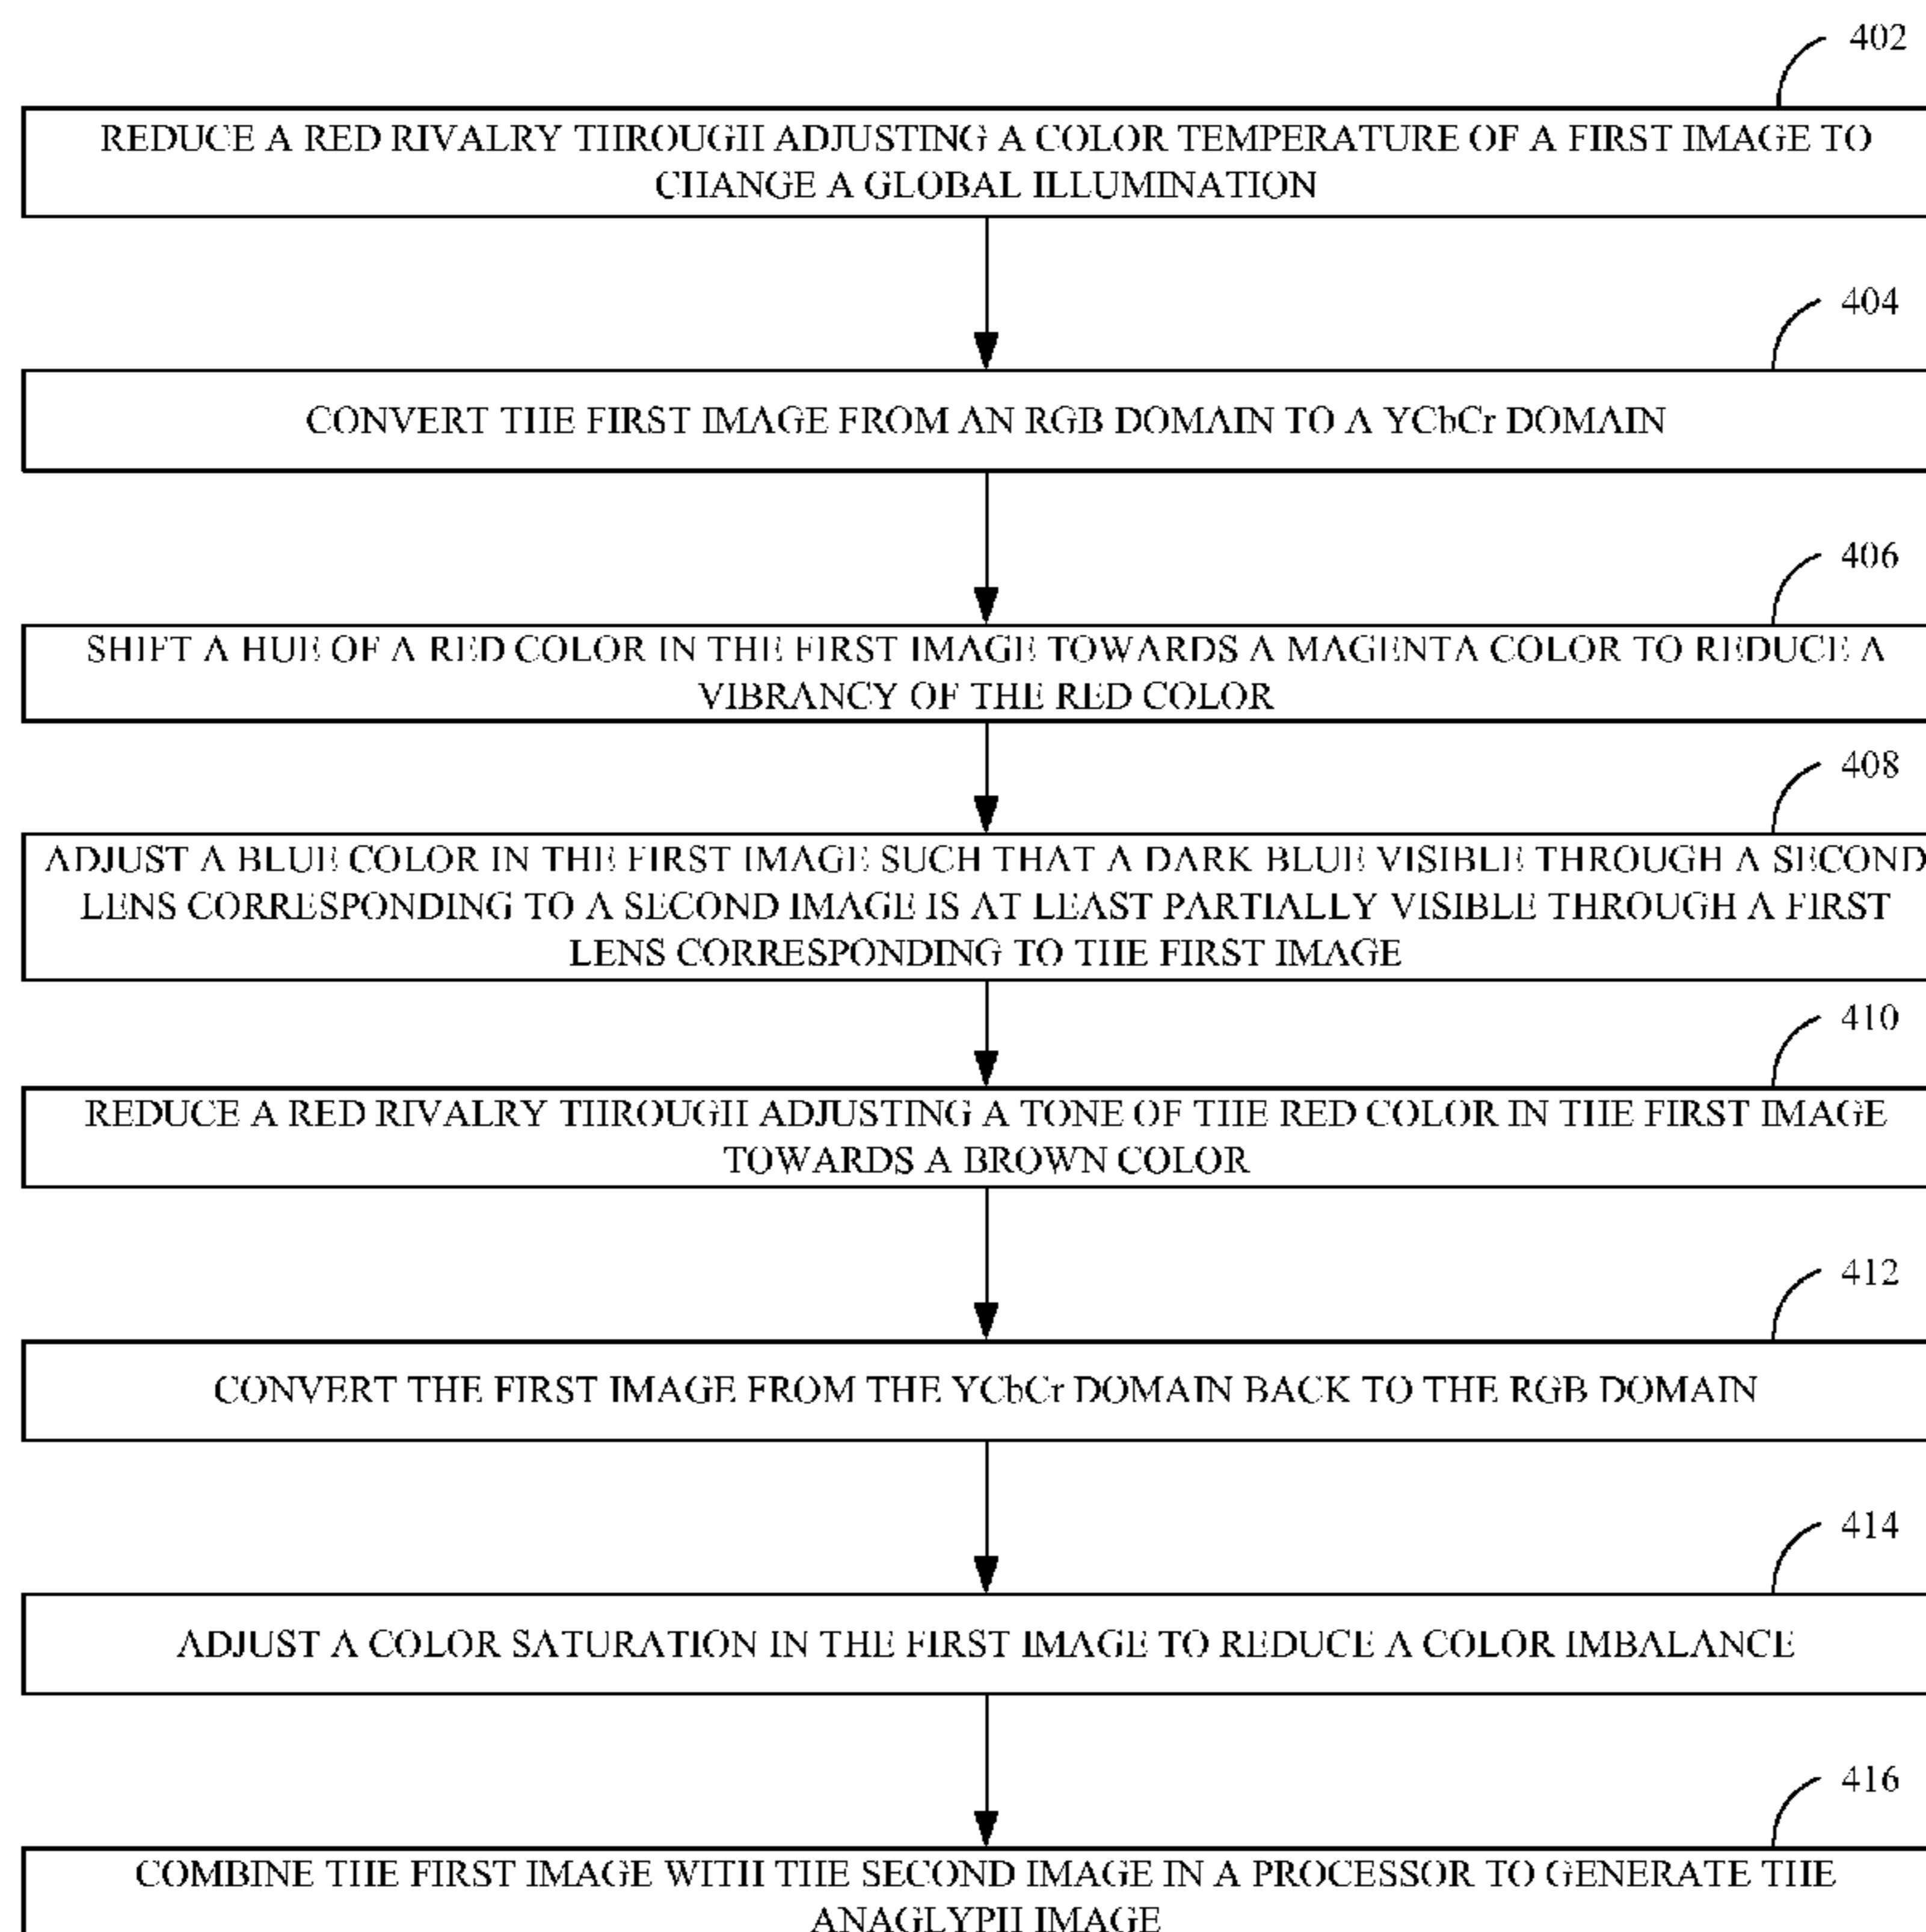 402
REDUCE A RED RIVALRY THROUGH ADJUSTING A COLOR TEMPERATURE OF A FIRST IMAGE TO
CHANGE A GLOBAL ILLUMINATION
404
CONVERT THE FIRST IMAGE FROM AN RGB DOMAIN TO A YCbCr DOMAIN
406
SHIFT A HUE OF A RED COLOR IN THE FIRST IMAGE TOWARDS A MAGENTA COLOR TO REDUCE A
VIBRANCY OF THE RED COLOR
408
ADJUST A BLUE COLOR IN THE FIRST IMAGE SUCH THAT A DARK BLUE VISIBLE THROUGH A SECOND
LENS CORRESPONDING TO A SECOND IMAGE IS AT LEAST PARTIALLY VISIBLE THROUGH A FIRST
LENS CORRESPONDING TO THE FIRST IMAGE
410
REDUCE A RED RIVALRY THROUGH ADJUSTING A TONE OF THE RED COLOR IN THE FIRST IMAGE
TOWARDS A BROWN COLOR
412
CONVERT THE FIRST IMAGE FROM THE YCbCr DOMAIN BACK TO THE RGB DOMAIN
414
ADJUST A COLOR SATURATION IN THE FIRST IMAGE TO REDUCE A COLOR IMBALANCE
416
COMBINE THE FIRST IMAGE WITH THE SECOND IMAGE IN A PROCESSOR TO GENERATE THE
ANAGLYPH IMAGE